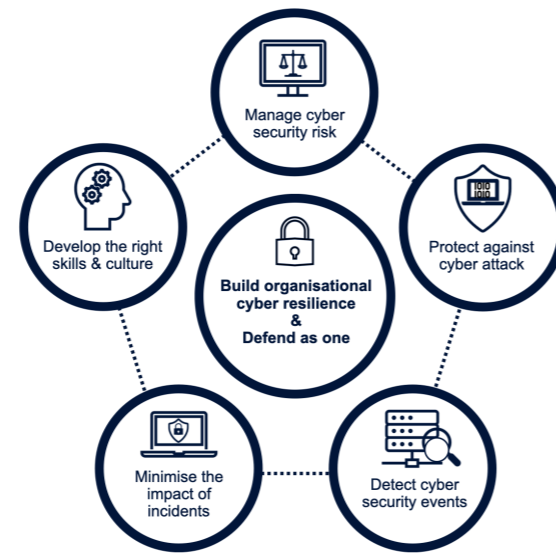 Manage cyber
security risk
Develop the right
skills & culture
Protect against
cyber attack
Build organisational
cyber resilience
&
Defend as one
Minimise the
impact of
incidents
Detect cyber
security events